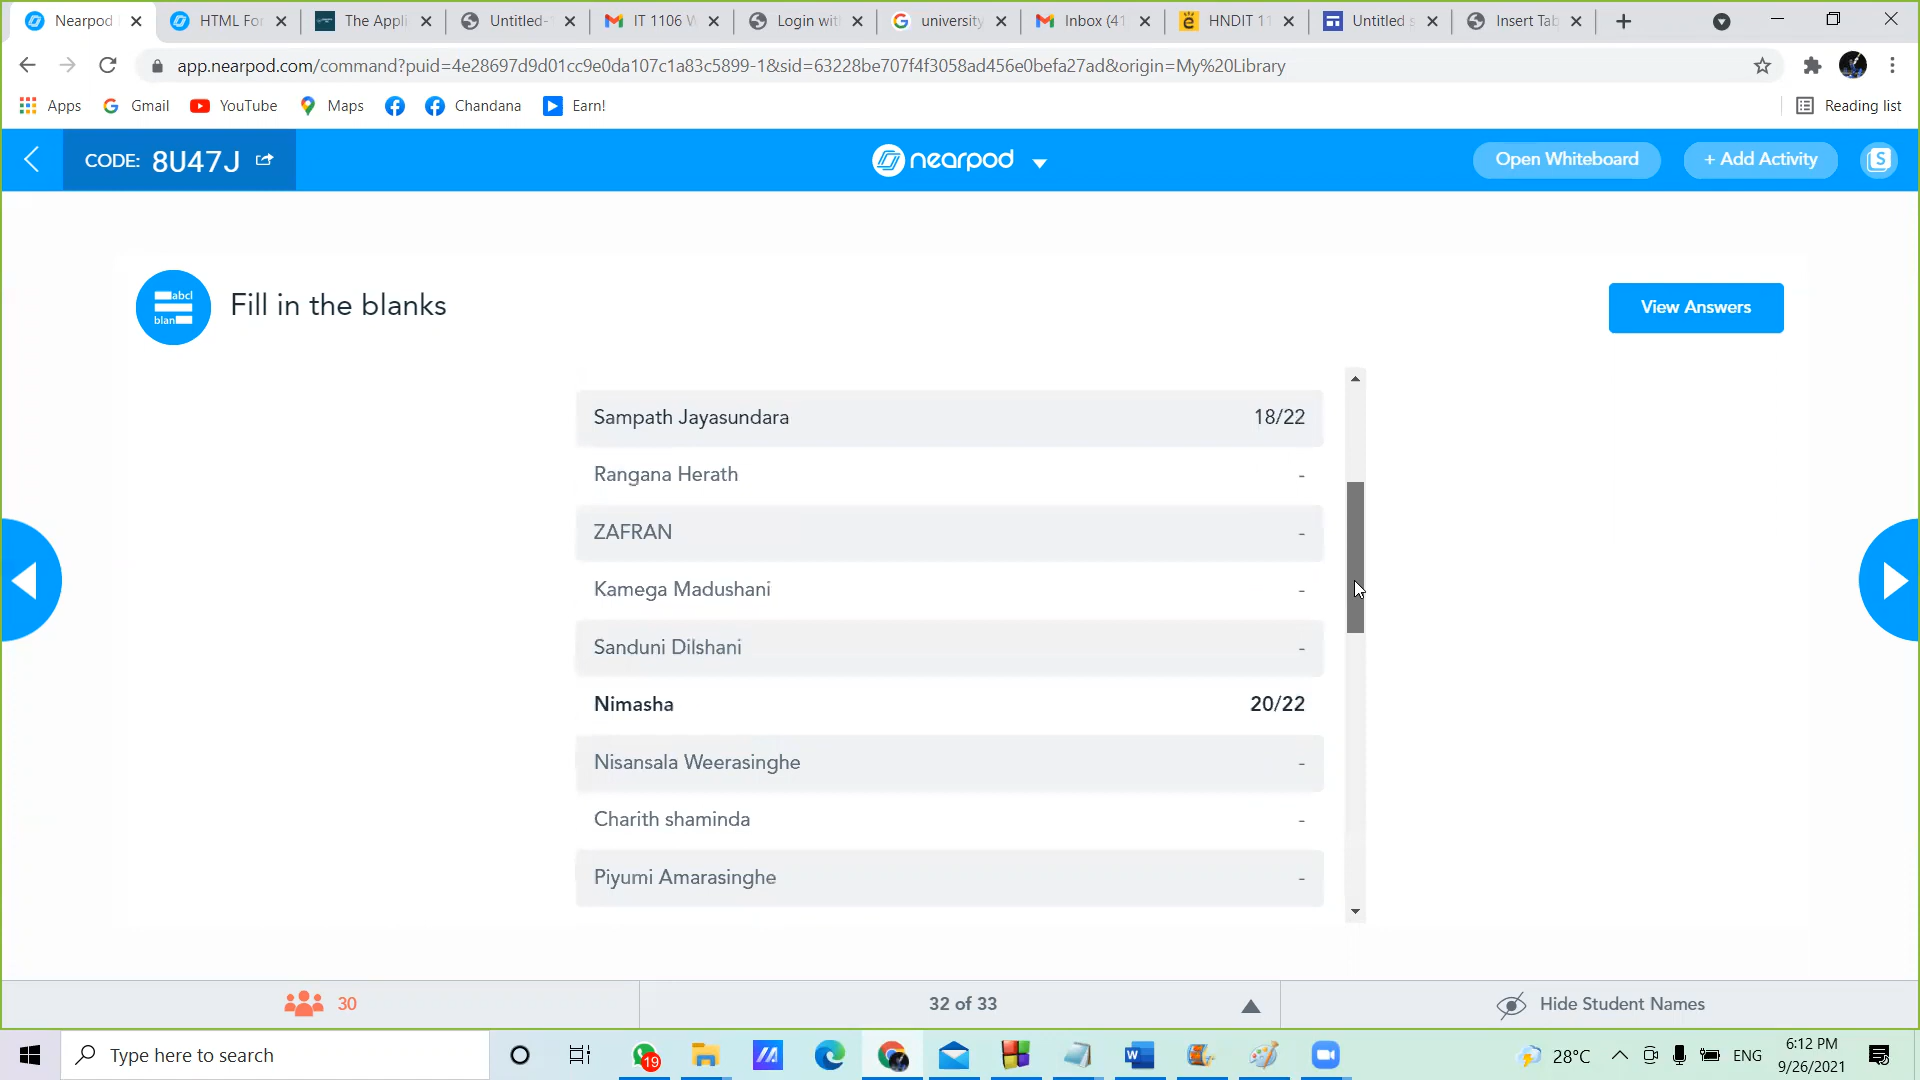 Nearpod
HTML Fo
The Appli
Untitled-
IT 1106 W
Login wit
university
Inbox (41
HNDIT 11
Untitled s
Insert Tab
app.nearpod.com/command?puid=4e28697d9d01cc9e0da107c1a83c5899-1&sid=63228be707f4f3058ad456e0befa27ad&origin=My%20Library
Apps
Gmail
YouTube
Maps
Chandana
Earn!
Reading list
CODE: 8U47J
nearpod
Open Whiteboard
+ Add Activity
S
abcl
blan
Fill in the blanks
View Answers
Sampath Jayasundara 18/22
Rangana Herath -
ZAFRAN -
Kamega Madushani -
Sanduni Dilshani -
Nimasha 20/22
Nisansala Weerasinghe -
Charith shaminda -
Piyumi Amarasinghe -
30
32 of 33
Hide Student Names
Type here to search
19
28°C
ENG
6:12 PM
9/26/2021